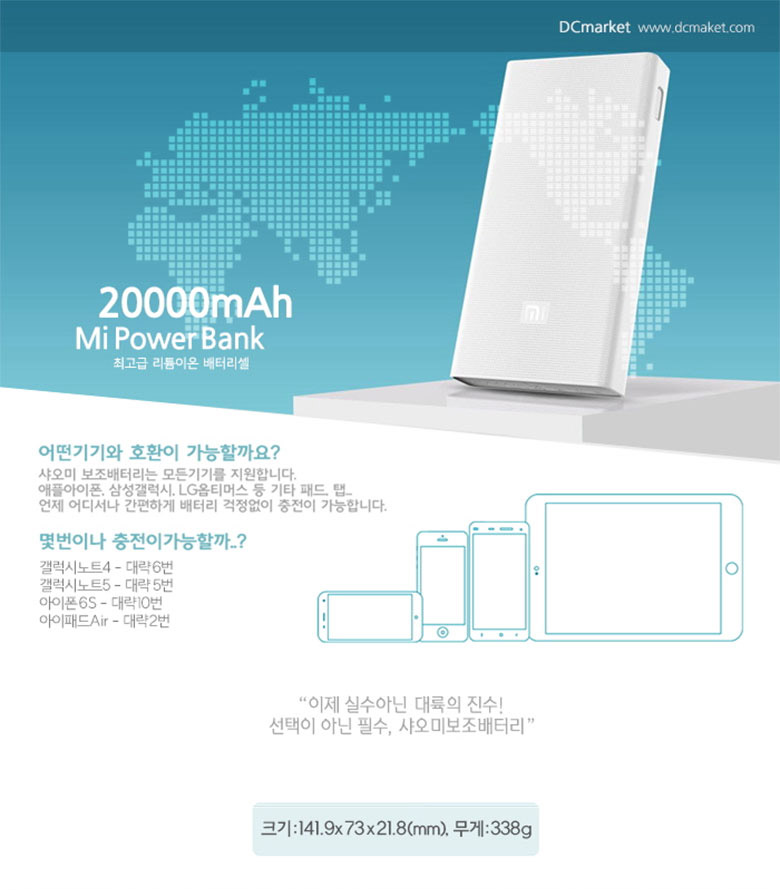 DCmarket www.dcmaket.com
mi
20000mAh
Mi Power Bank
최고급 리튬이온 배터리셀
어떤기기와 호환이 가능할까요?
샤오미 보조배터리는 모든기기를 지원합니다.
애플아이폰, 삼성갤럭시, LG옵티머스 등 기타 패드, 탭...
언제 어디서나 간편하게 배터리 걱정없이 충전이 가능합니다.
몇번이나 충전이가능할까..?
갤럭시노트4 - 대략6번
갤럭시노트5 - 대략5번
아이폰6S - 대략10번
아이패드Air - 대략2번
“이제 실수아닌 대륙의 진수!
선택이 아닌 필수, 샤오미보조배터리”
크기:141.9x73x21.8(mm), 무게:338g